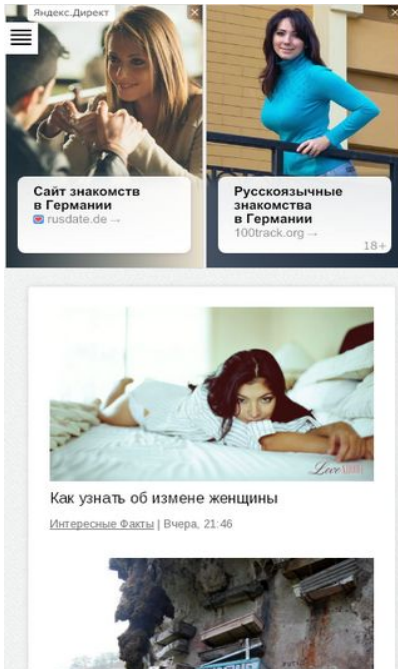 Яндекс.Директ
Сайт знакомств
в Германии
rusdate.de →
Русскоязычные
знакомства
в Германии
100track.org →
18+
Как узнать об измене женщины
Интересные Факты | Вчера, 21:46